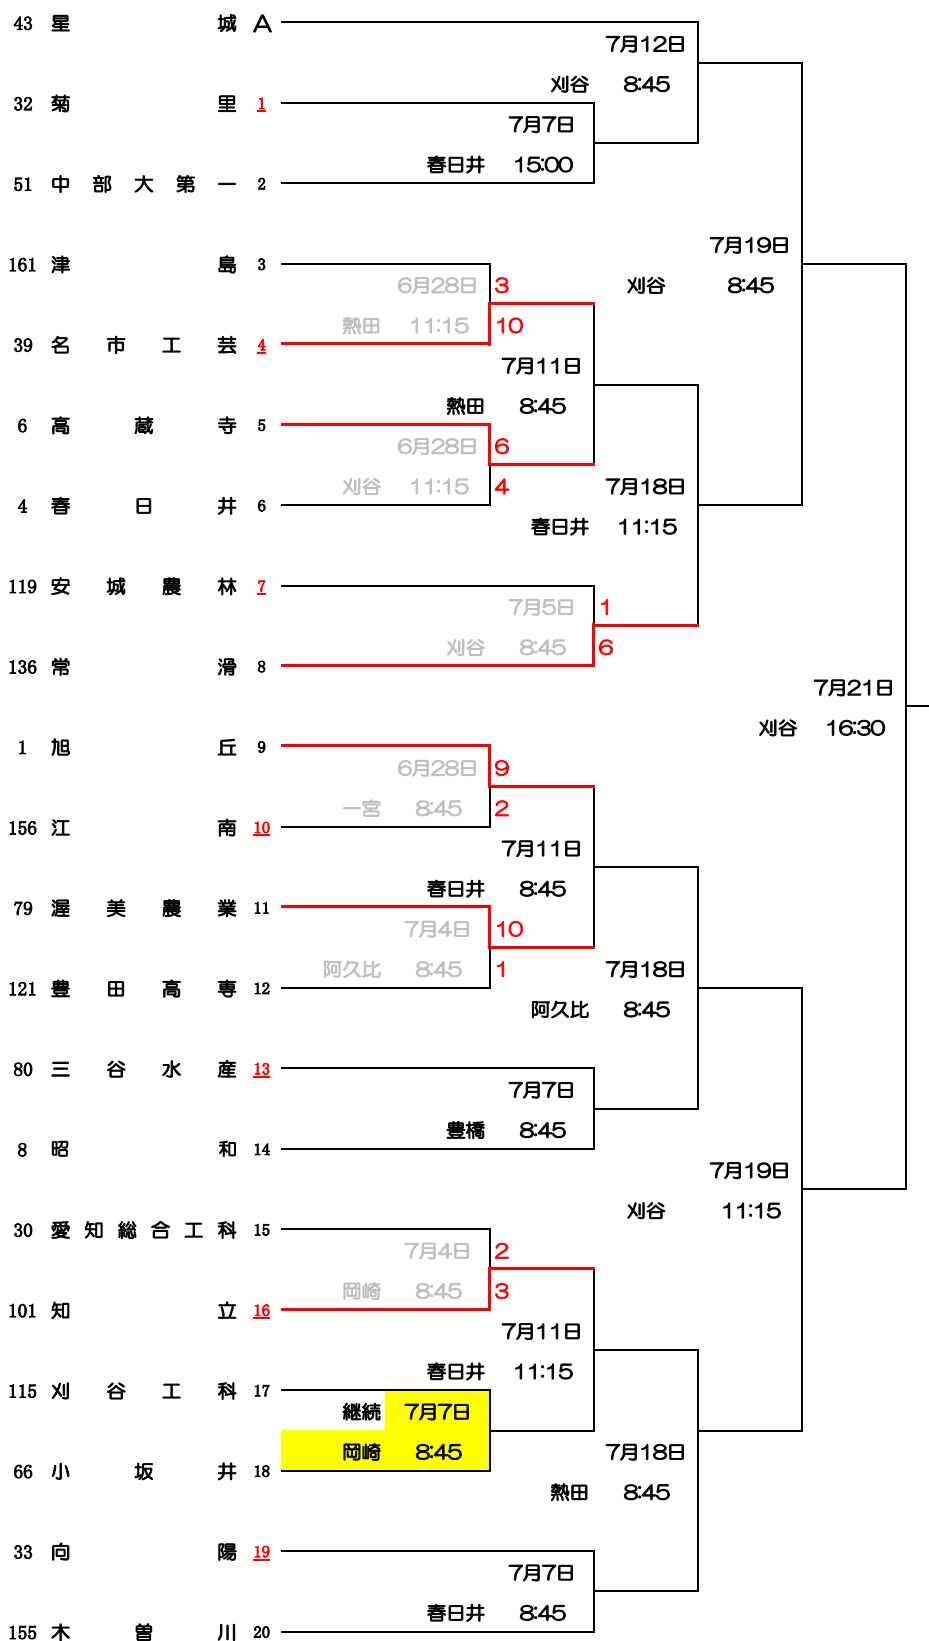 43 星城 A
7月12日
刈谷 8:45
32 菊里 1
7月7日
春日井 15:00
51 中部大第一 2
7月19日
161 津島 3
6月28日 3
刈谷 8:45
熱田 11:15 10
39 名市工芸 4
7月11日
熱田 8:45
6 高蔵寺 5
6月28日 6
刈谷 11:15 4
7月18日
4 春日井 6
春日井 11:15
119 安城農林 7
7月5日 1
刈谷 8:45 6
136 常滑 8
7月21日
刈谷 16:30
1 旭丘 9
6月28日 9
一宮 8:45 2
156 江南 10
7月11日
春日井 8:45
79 渥美農業 11
7月4日 10
阿久比 8:45 1
7月18日
121 豊田高専 12
阿久比 8:45
80 三谷水産 13
7月7日
豊橋 8:45
8 昭和 14
7月19日
刈谷 11:15
30 愛知総合工科 15
7月4日 2
岡崎 8:45 3
101 知立 16
7月11日
春日井 11:15
115 刈谷工科 17
継続 7月7日
岡崎 8:45
7月18日
66 小坂井 18
熱田 8:45
33 向陽 19
7月7日
春日井 8:45
155 木曽川 20